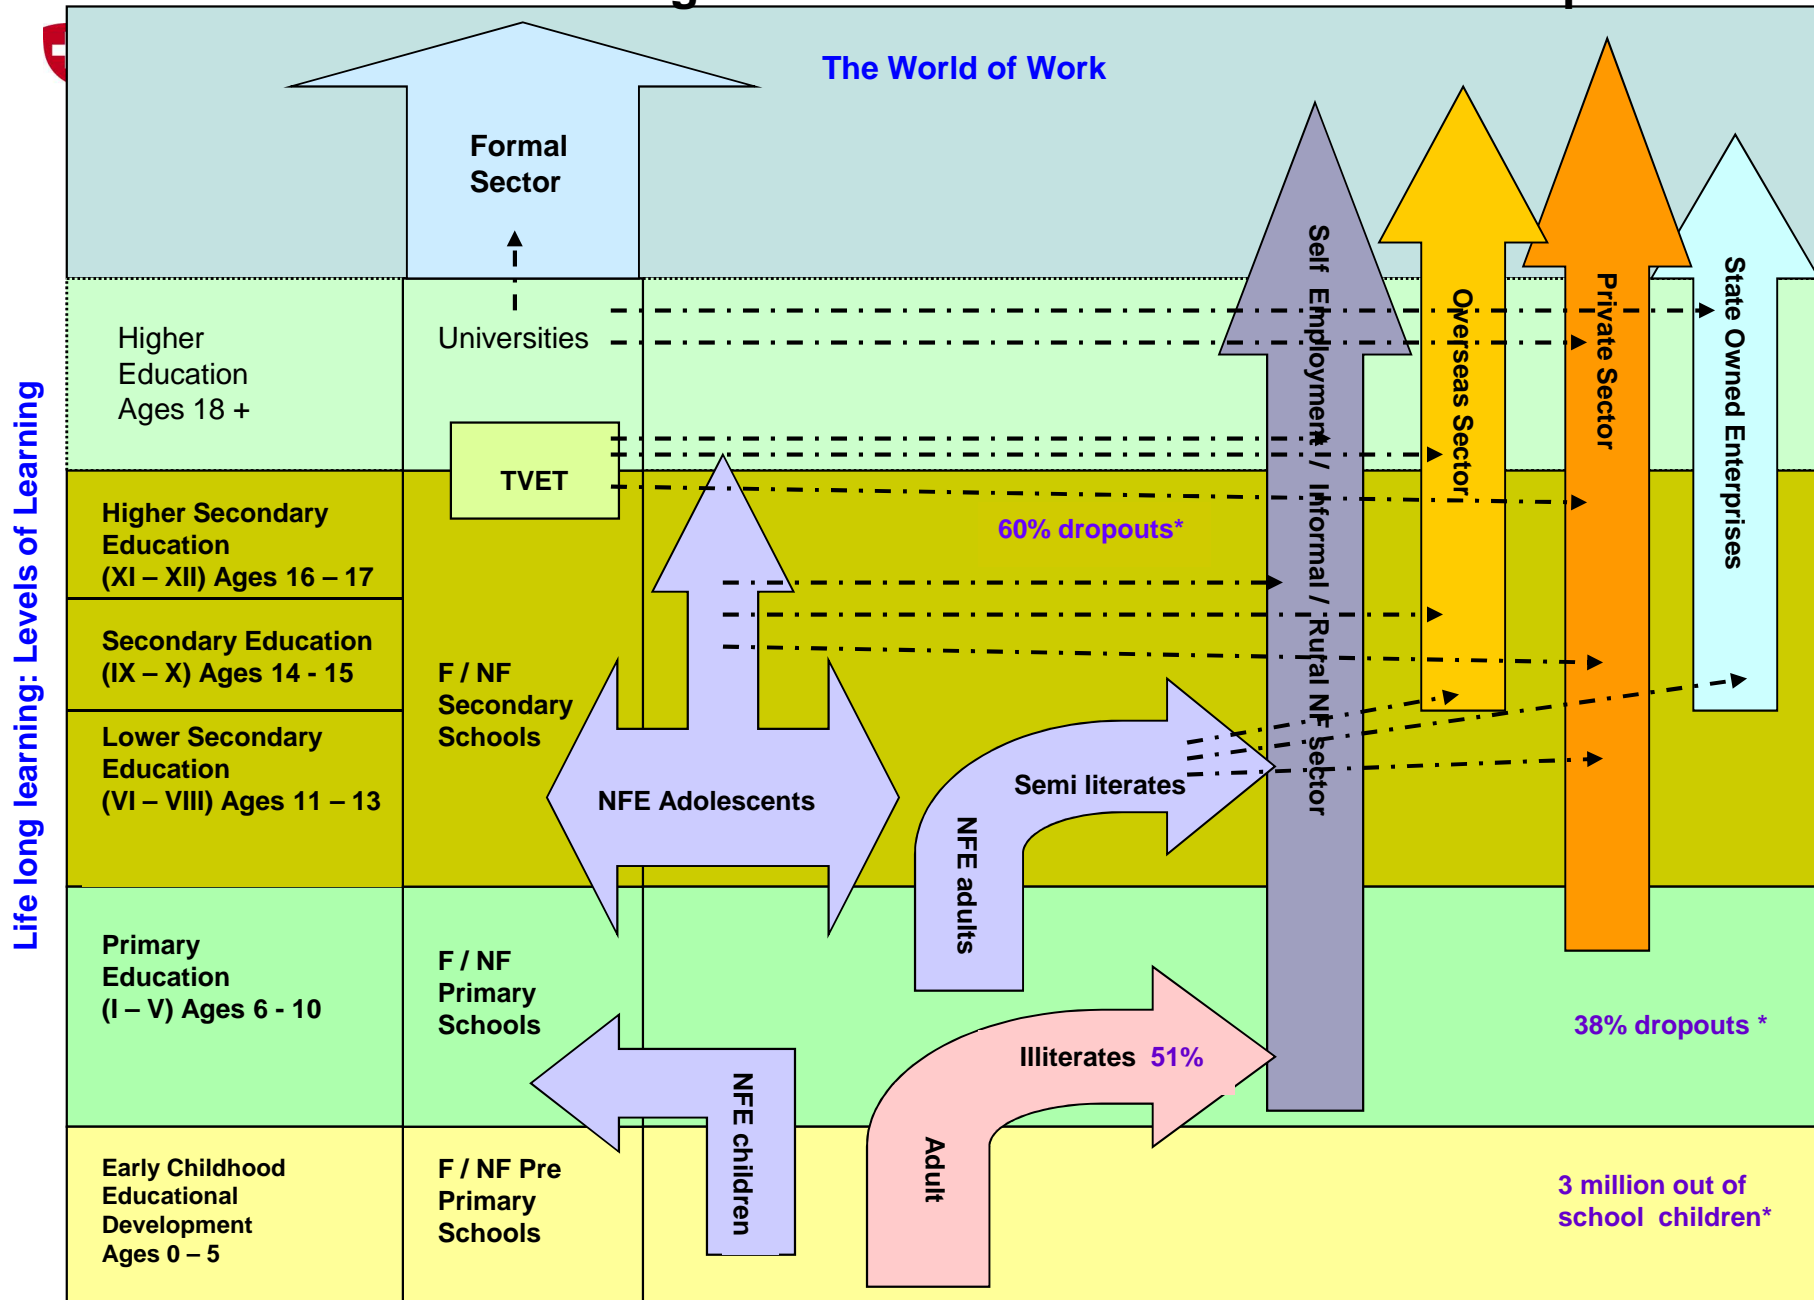 The World of Work
Formal
Sector
Life long learning: Levels of Learning
Higher
Education
Ages 18 +
Universities
TVET
Higher Secondary
Education
(XI – XII) Ages 16 – 17
60% dropouts*
Secondary Education
(IX – X) Ages 14 - 15
F / NF
Secondary
Schools
Lower Secondary
Education
(VI – VIII) Ages 11 – 13
NFE Adolescents
Semi literates
NFE adults
Self Employment / Informal / Rural NF sector
Overseas Sector
Private Sector
State Owned Enterprises
Primary
Education
(I – V) Ages 6 - 10
F / NF
Primary
Schools
38% dropouts *
Illiterates 51%
Adult
NFE children
Early Childhood
Educational
Development
Ages 0 – 5
F / NF Pre
Primary
Schools
3 million out of
school children*